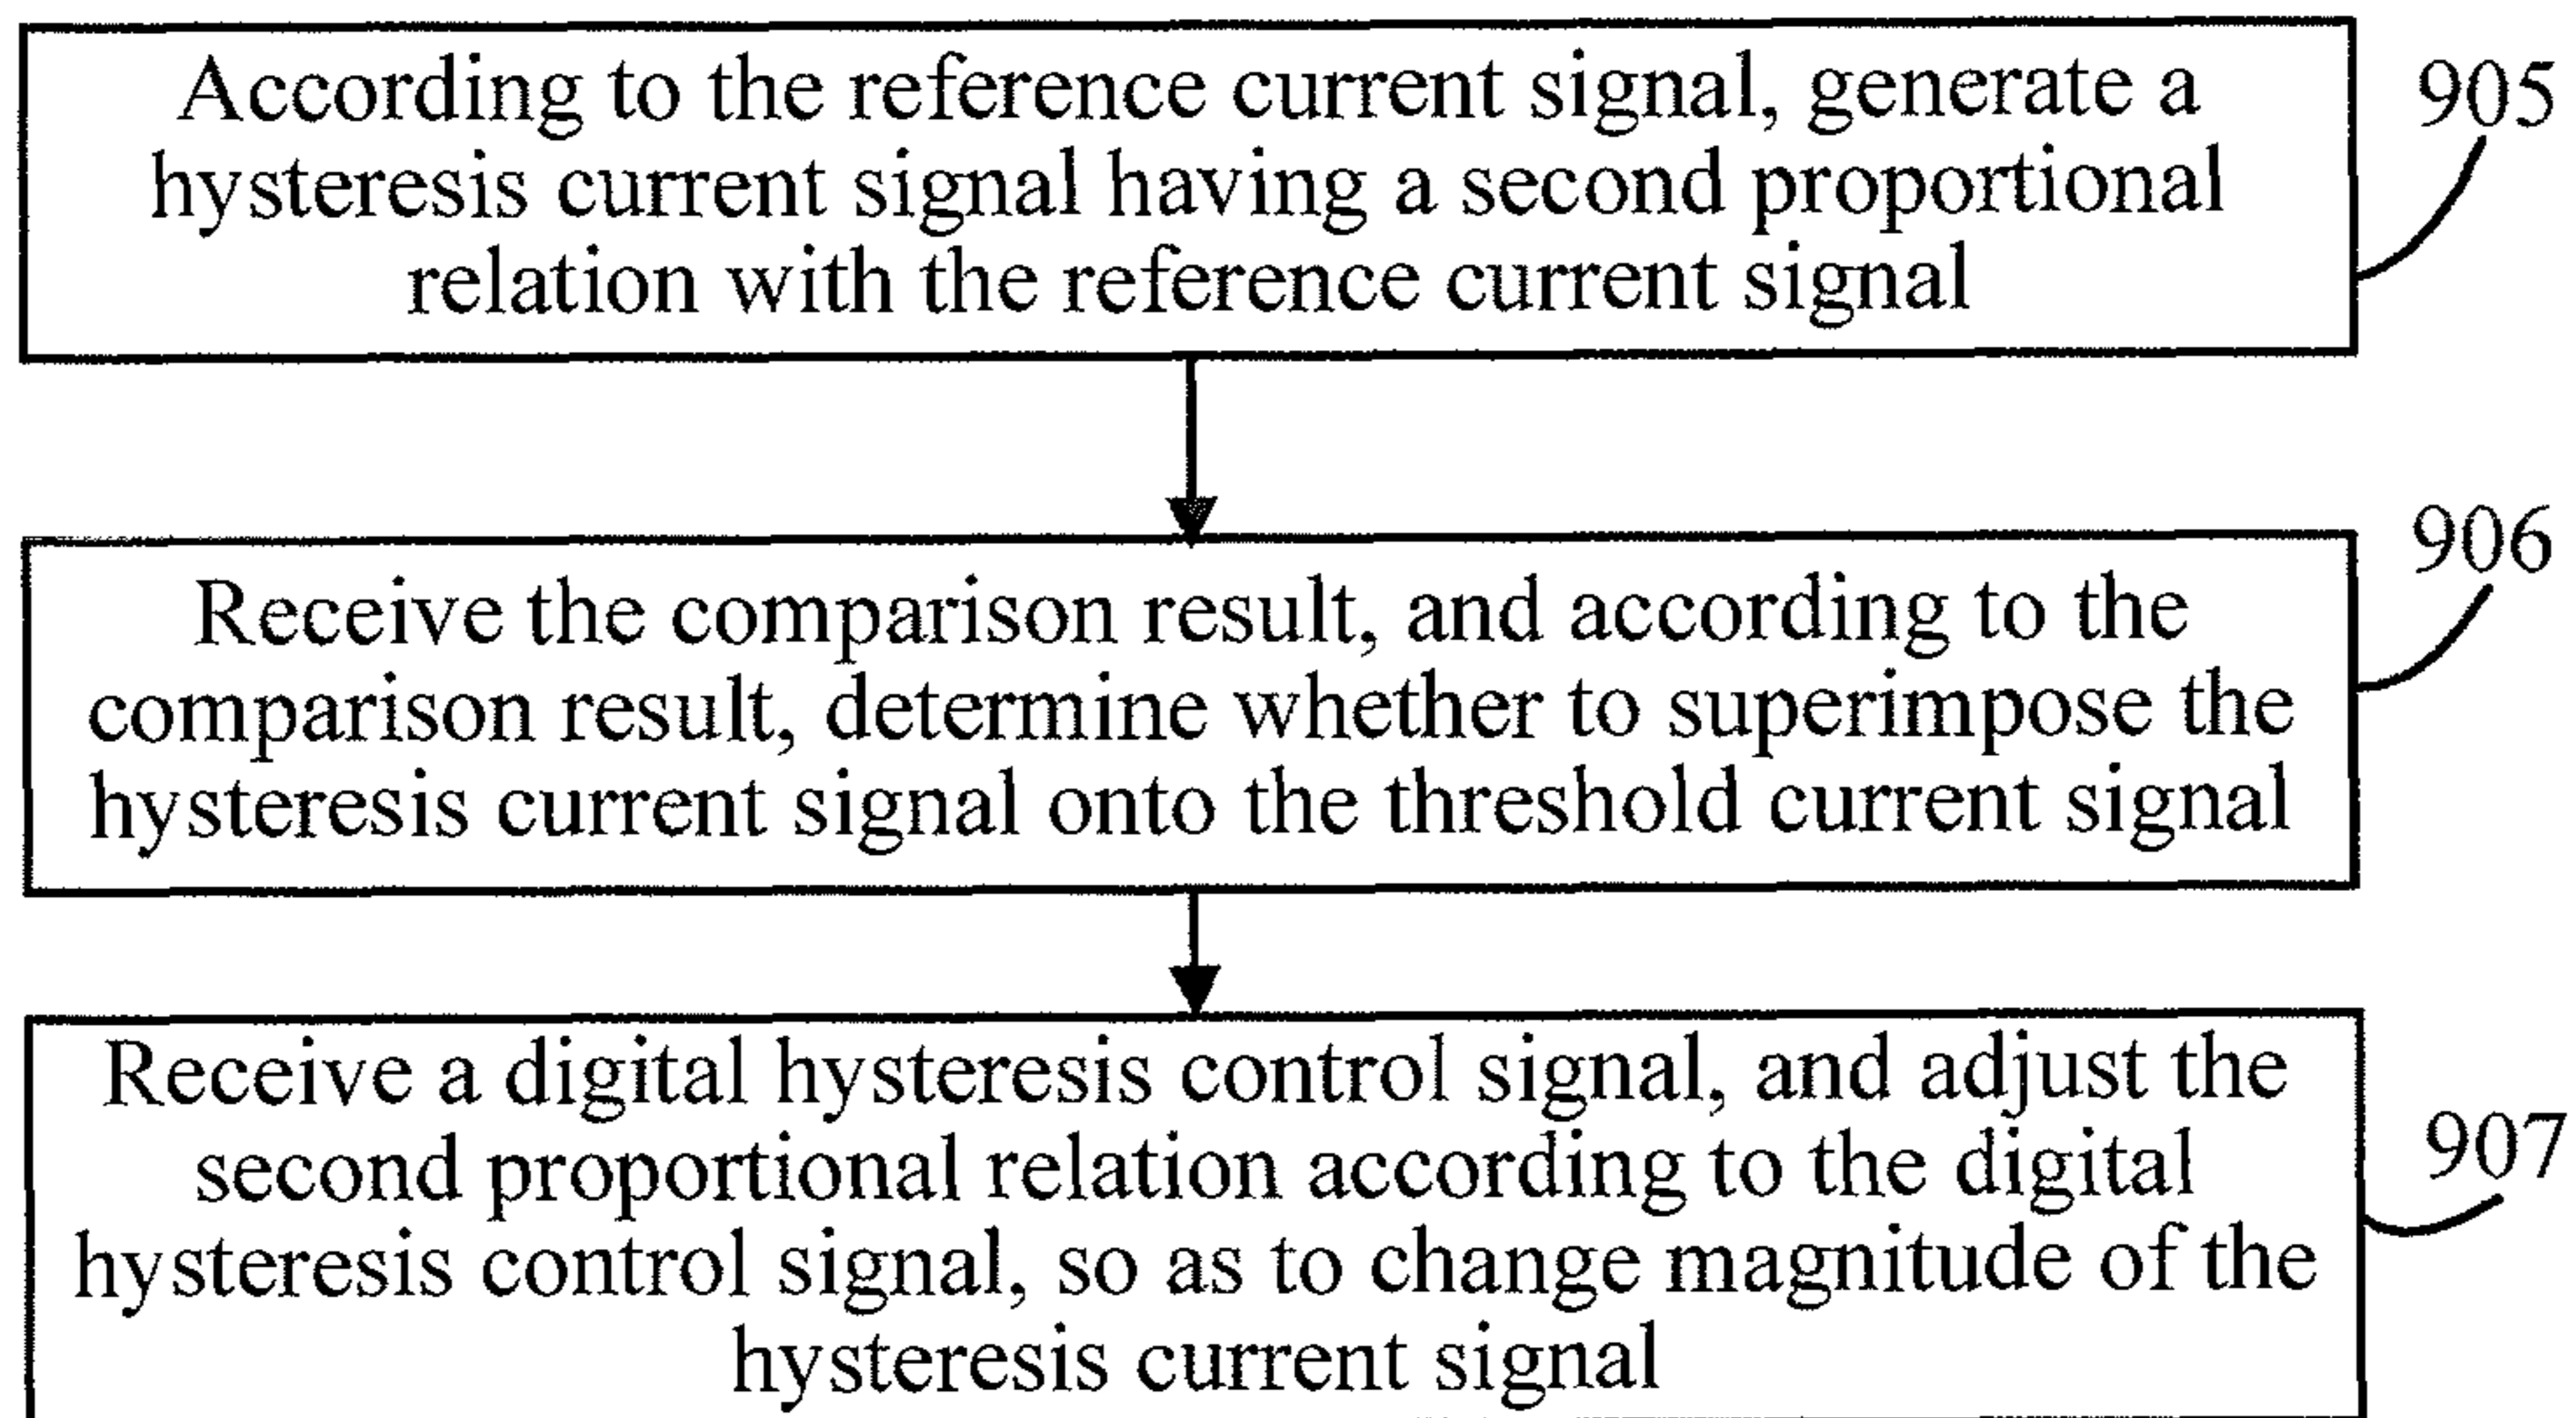 According to the reference current signal, generate a
hysteresis current signal having a second proportional
relation with the reference current signal
905
Receive the comparison result, and according to the
comparison result, determine whether to superimpose the
hysteresis current signal onto the threshold current signal
906
Receive a digital hysteresis control signal, and adjust the
second proportional relation according to the digital
hysteresis control signal, so as to change magnitude of the
hysteresis current signal
907